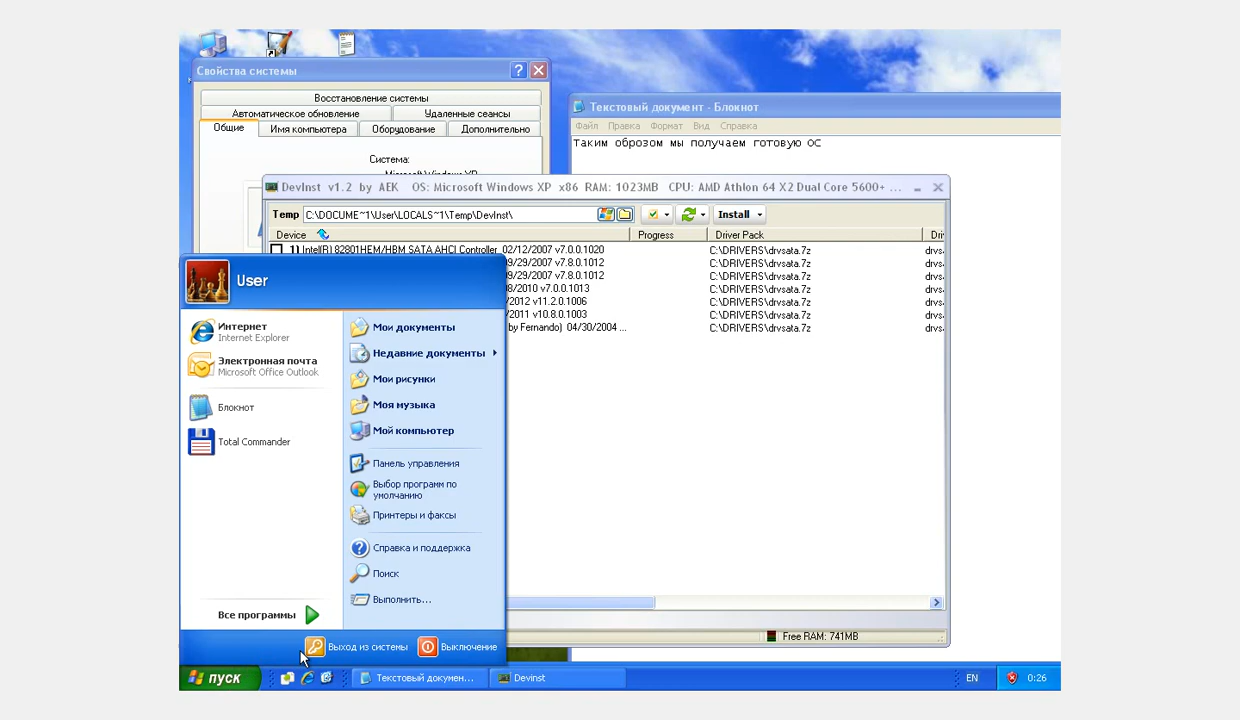 Свойства системы
Восстановление системы
Автоматическое обновление
Удаленные сеансы
Общие
Имя компьютера
Оборудование
Дополнительно
Система:
Текстовый документ - Блокнот
Файл Правка Формат Вид Справка
Таким оброзом мы получаем готовую ОС
DevInst v1.2 by AEK OS: Microsoft Windows XP x86 RAM: 1023MB CPU: AMD Athlon 64 X2 Dual Core 5600+ ...
Temp C:\DOCUME~1\User\LOCALS~1\Temp\DevInst\ Install
Device Progress Driver Pack Dri
1) Intel(R) 82801HEM/HBM SATA AHCI Controller 02/12/2007 v7.0.0.1020 C:\DRIVERS\drvsata.7z drvs
9/29/2007 v7.8.0.1012 C:\DRIVERS\drvsata.7z drvs
9/29/2007 v7.8.0.1012 C:\DRIVERS\drvsata.7z drvs
08/2010 v7.0.0.1013 C:\DRIVERS\drvsata.7z drvs
/2012 v11.2.0.1006 C:\DRIVERS\drvsata.7z drvs
/2011 v10.8.0.1003 C:\DRIVERS\drvsata.7z drvs
by Fernando) 04/30/2004 ... C:\DRIVERS\drvsata.7z drvs
User
Интернет
Internet Explorer
Электронная почта
Microsoft Office Outlook
Блокнот
Total Commander
Все программы
Мои документы
Недавние документы
Мои рисунки
Моя музыка
Мой компьютер
Панель управления
Выбор программ по
умолчанию
Принтеры и факсы
Справка и поддержка
Поиск
Выполнить...
Выход из системы
Выключение
Free RAM: 741MB
пуск
Текстовый докумен...
Devinst
EN
0:26